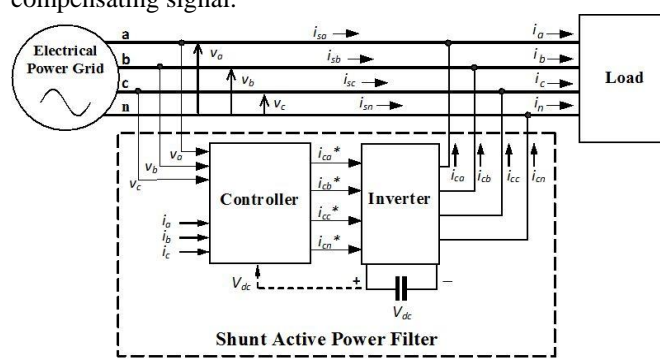 compensating signal.
Electrical
Power Grid
a
b
c
n
v_a
v_b
v_c
i_sa
i_sb
i_sc
i_sn
i_a
i_b
i_c
i_n
Load
v_a
v_b
v_c
i_a
i_b
i_c
Controller
i_ca*
i_cb*
i_cc*
i_cn*
Inverter
i_ca
i_cb
i_cc
i_cn
V_dc
+
−
V_dc
Shunt Active Power Filter